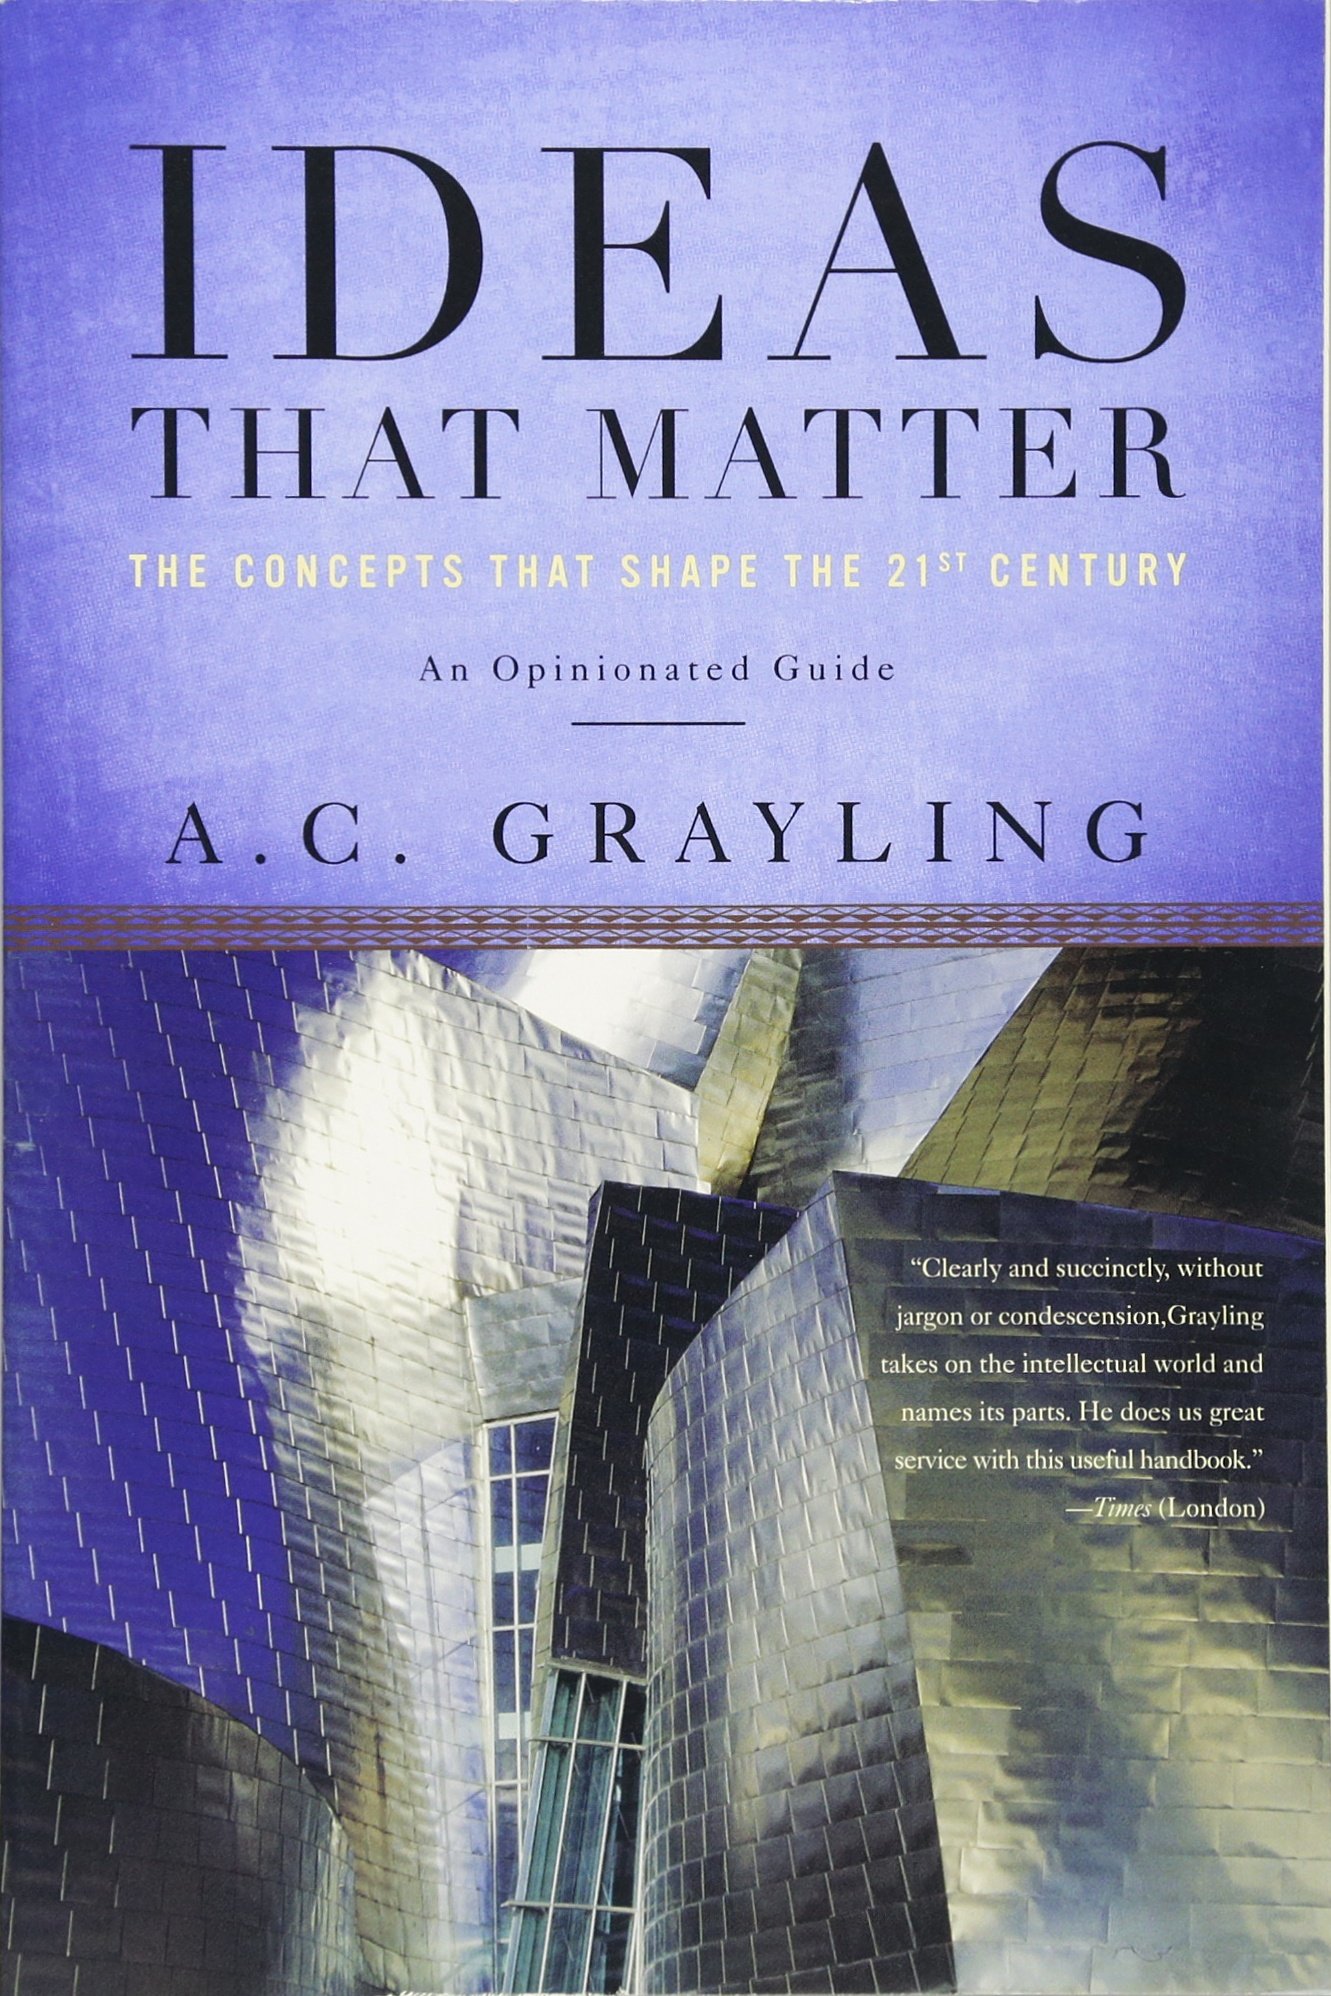 IDEAS
THAT MATTER
THE CONCEPTS THAT SHAPE THE 21ST CENTURY
An Opinionated Guide
A.C. GRAYLING
“Clearly and succinctly, without
jargon or condescension,Grayling
takes on the intellectual world and
names its parts. He does us great
service with this useful handbook.”
—Times (London)